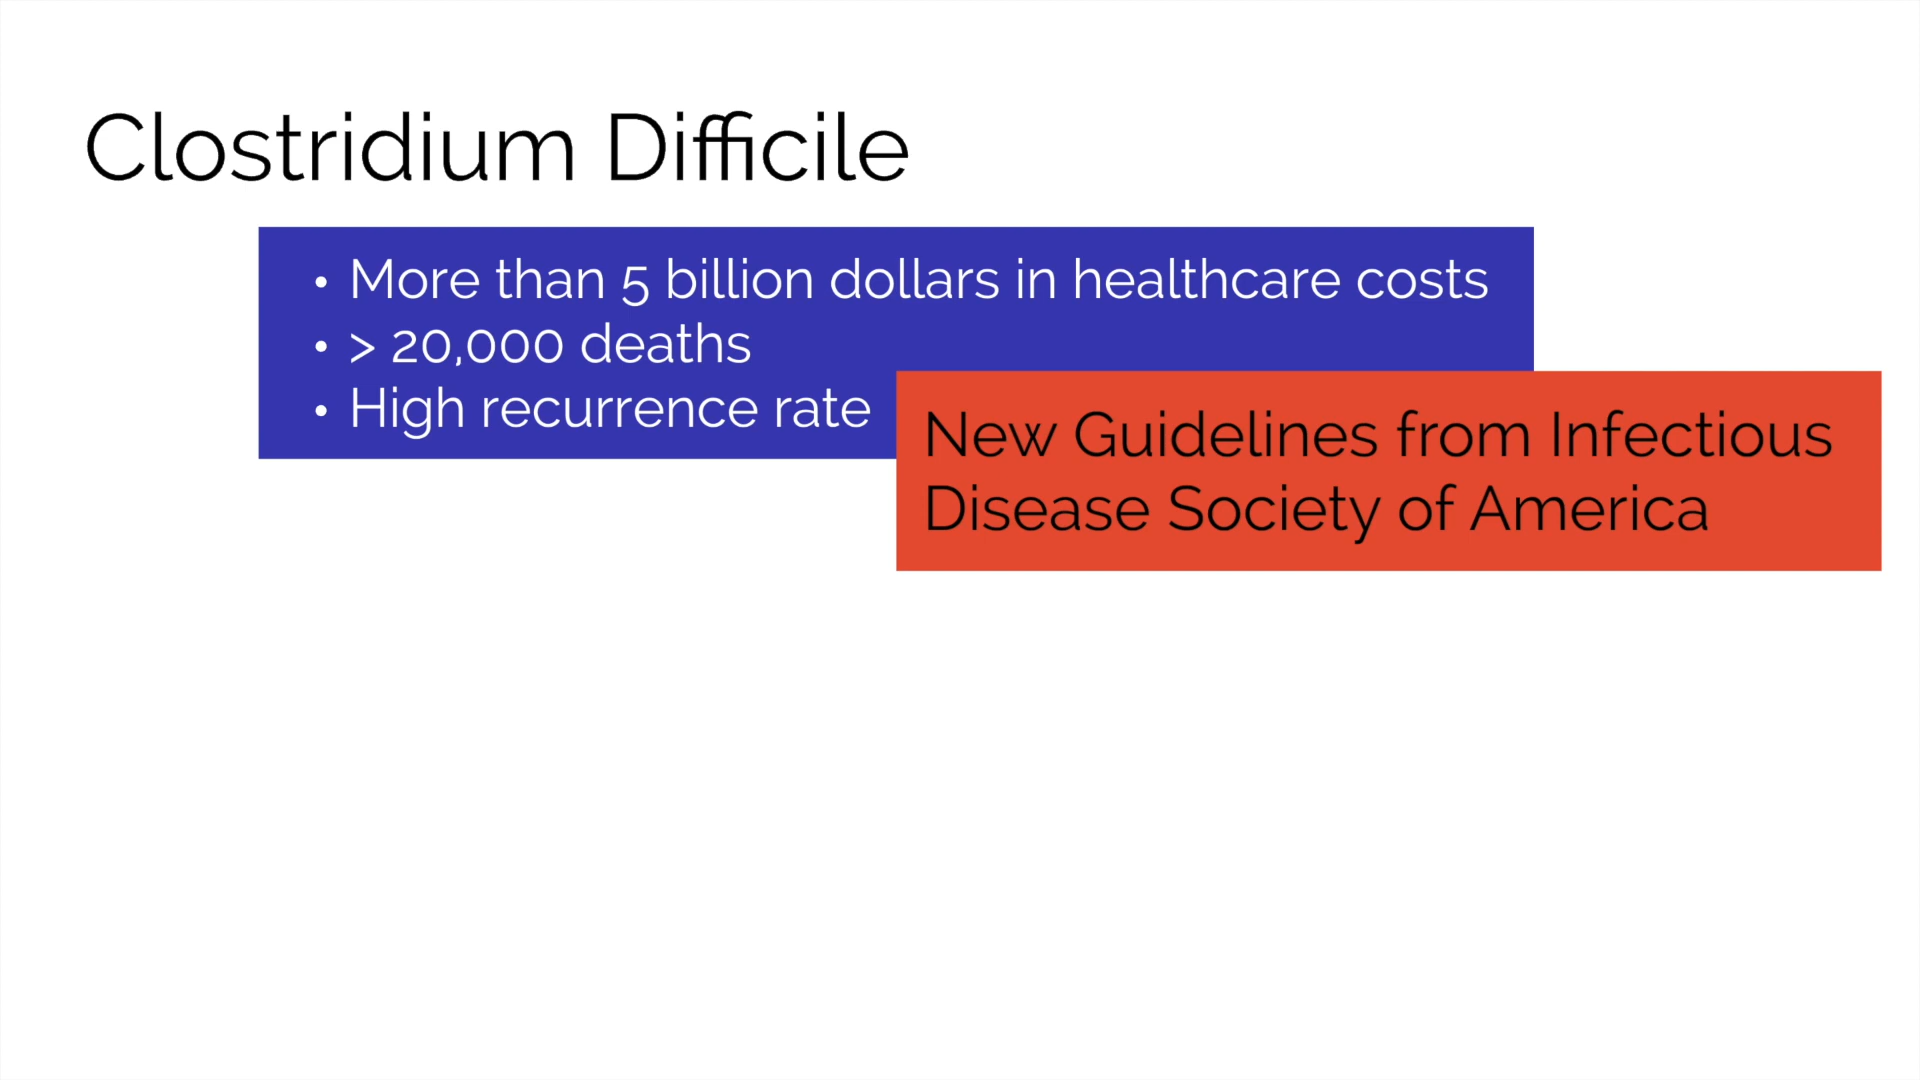 Clostridium Difficile
• More than 5 billion dollars in healthcare costs
• > 20,000 deaths
• High recurrence rate
New Guidelines from Infectious
Disease Society of America